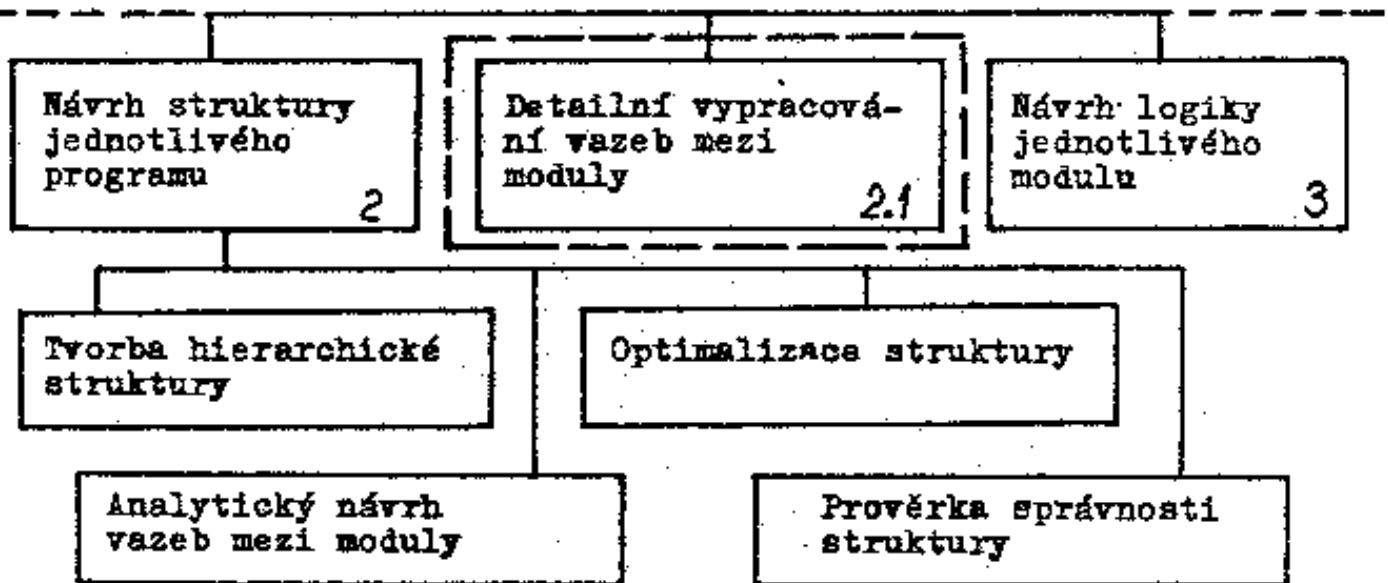 Návrh struktury
jednotlivého
programu
2
Detailní vypracová-
ní vazeb mezi
moduly
2.1
Návrh logiky
jednotlivého
modulu
3
Tvorba hierarchické
struktury
Optimalizace struktury
Analytický návrh
vazeb mezi moduly
Prověrka správnosti
struktury